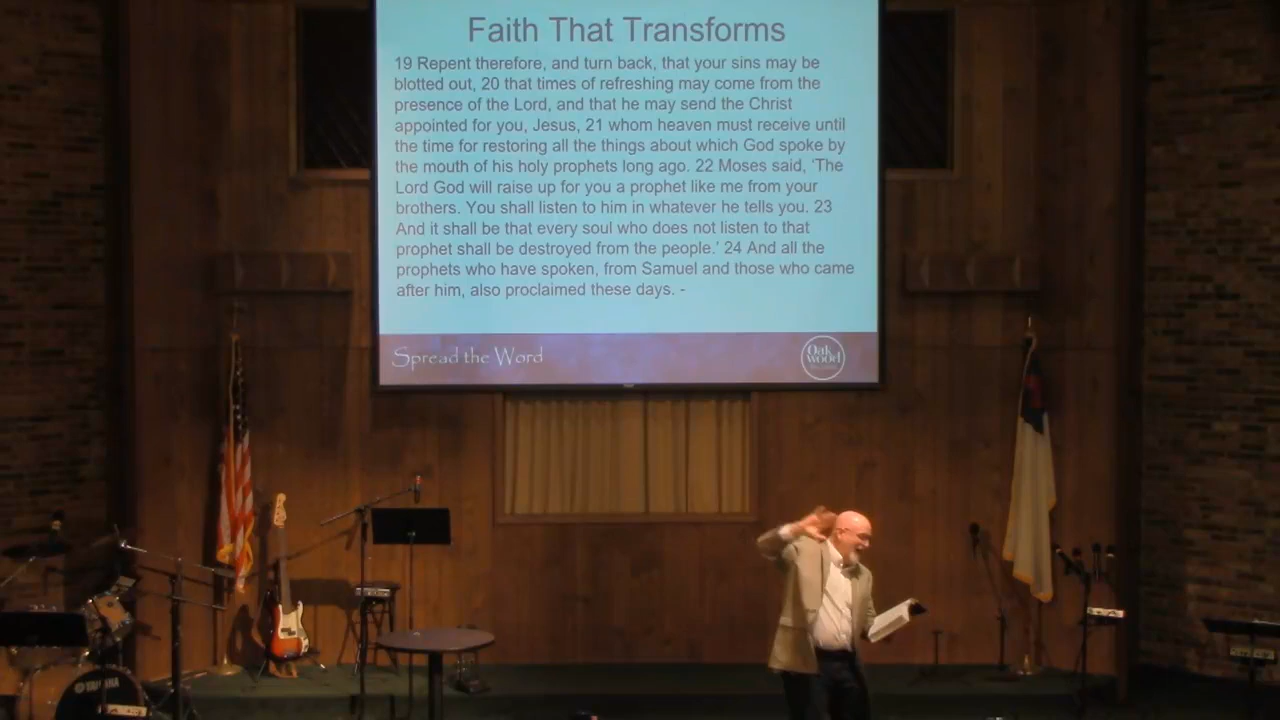 Faith That Transforms
19 Repent therefore, and turn back, that your sins may be
blotted out, 20 that times of refreshing may come from the
presence of the Lord, and that he may send the Christ
appointed for you, Jesus, 21 whom heaven must receive until
the time for restoring all the things about which God spoke by
the mouth of his holy prophets long ago. 22 Moses said, ‘The
Lord God will raise up for you a prophet like me from your
brothers. You shall listen to him in whatever he tells you. 23
And it shall be that every soul who does not listen to that
prophet shall be destroyed from the people.’ 24 And all the
prophets who have spoken, from Samuel and those who came
after him, also proclaimed these days. -
Spread the Word
Oak
wood
YAMAHA